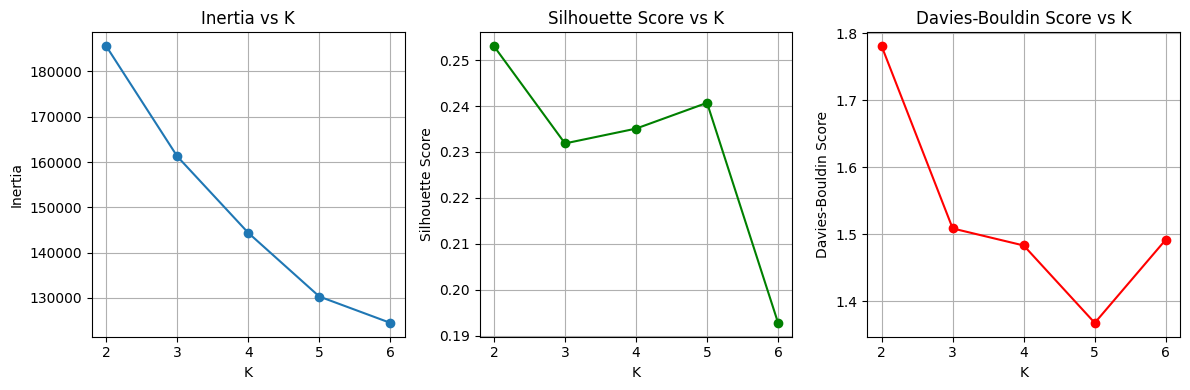 Inertia vs K
Inertia
180000
170000
160000
150000
140000
130000
2 3 4 5 6
K
Silhouette Score vs K
Silhouette Score
0.25
0.24
0.23
0.22
0.21
0.20
0.19
2 3 4 5 6
K
Davies-Bouldin Score vs K
Davies-Bouldin Score
1.8
1.7
1.6
1.5
1.4
2 3 4 5 6
K